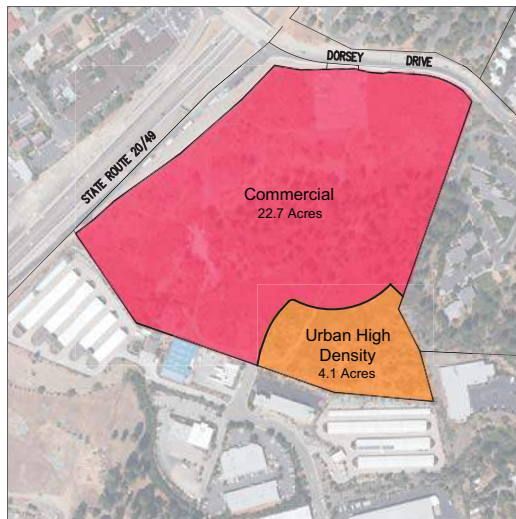 DORSEY DRIVE
STATE ROUTE 20/49
Commercial
22.7 Acres
Urban High
Density
4.1 Acres